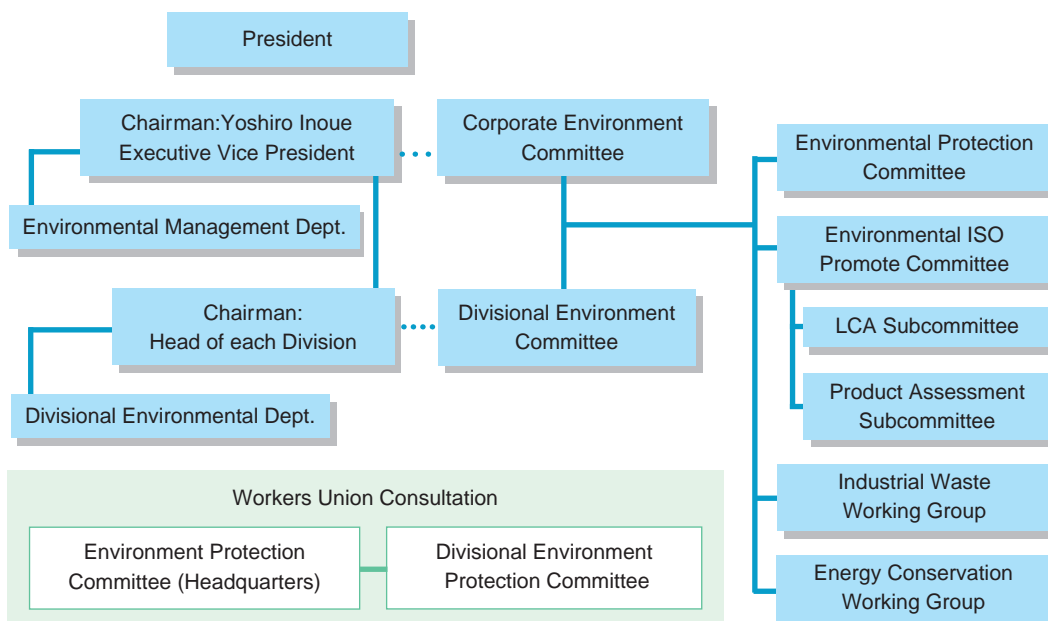 President
Chairman:Yoshiro Inoue
Executive Vice President
Corporate Environment
Committee
Environmental Management Dept.
Chairman:
Head of each Division
Divisional Environment
Committee
Divisional Environmental Dept.
Environmental Protection
Committee
Environmental ISO
Promote Committee
LCA Subcommittee
Product Assessment
Subcommittee
Industrial Waste
Working Group
Energy Conservation
Working Group
Workers Union Consultation
Environment Protection
Committee (Headquarters)
Divisional Environment
Protection Committee